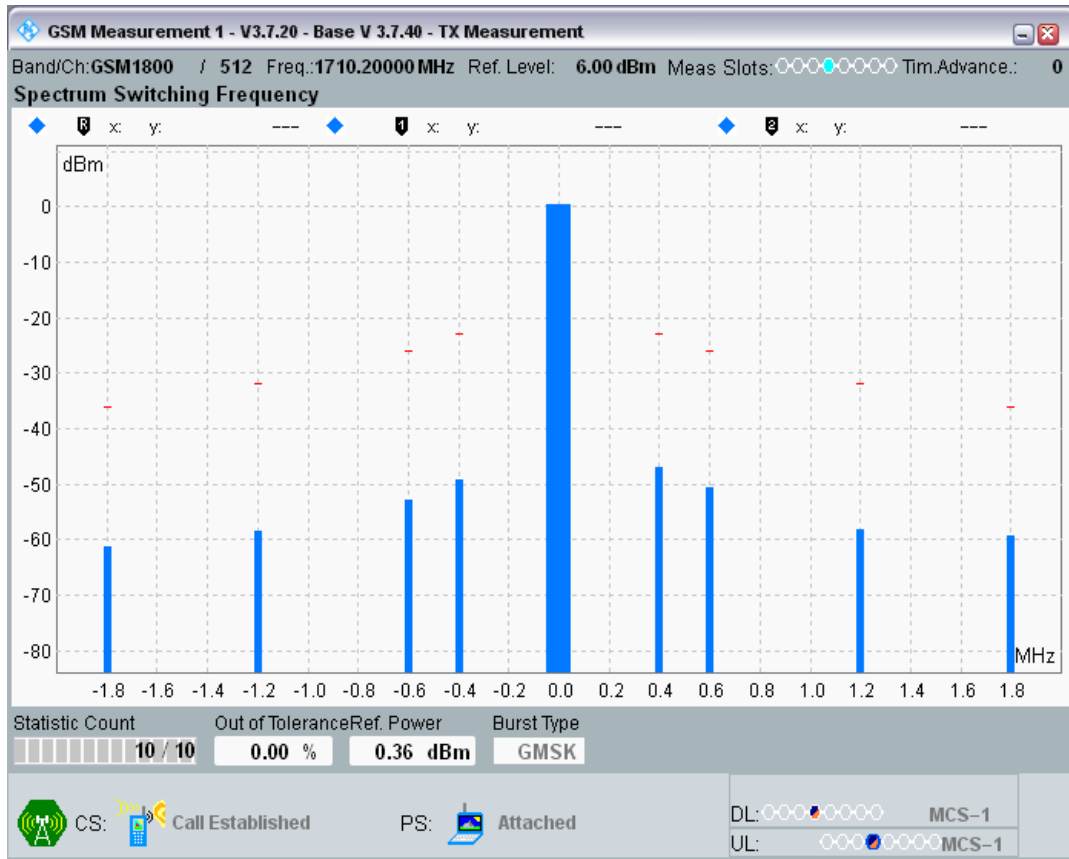 GSM Measurement 1 - V3.7.20 - Base V 3.7.40 - TX Measurement
Band/Ch:GSM1800 / 512 Freq.:1710.20000 MHz Ref. Level: 6.00 dBm Meas Slots: Tim.Advance.: 0
Spectrum Switching Frequency
R x: y: --- 1 x: y: --- 2 x: y: ---
dBm
0
-10
-20
-30
-40
-50
-60
-70
-80
MHz
-1.8 -1.6 -1.4 -1.2 -1.0 -0.8 -0.6 -0.4 -0.2 0.0 0.2 0.4 0.6 0.8 1.0 1.2 1.4 1.6 1.8
Statistic Count Out of Tolerance Ref. Power Burst Type
10 / 10 0.00 % 0.36 dBm GMSK
CS: Call Established PS: Attached
DL: MCS-1
UL: MCS-1